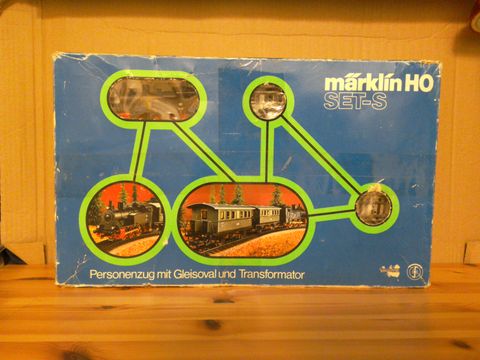 märklin HO
SET-S
Personenzug mit Gleisoval und Transformator